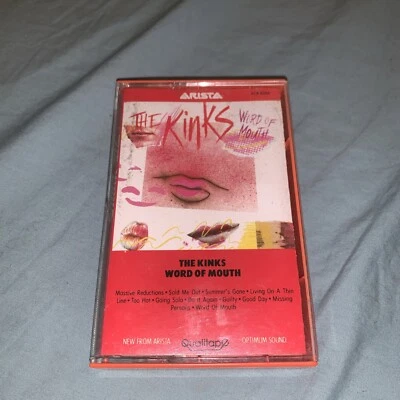 ARISTA
THE Kinks WORD OF MOUTH
THE KINKS
WORD OF MOUTH
Massive Reductions • Sold Me Out • Summer's Gone • Living On A Thin
Line • Too Hot • Going Solo • Do It Again • Guilty • Good Day • Missing
Persons • Word Of Mouth
NEW FROM ARISTA
Qualitape
OPTIMUM SOUND